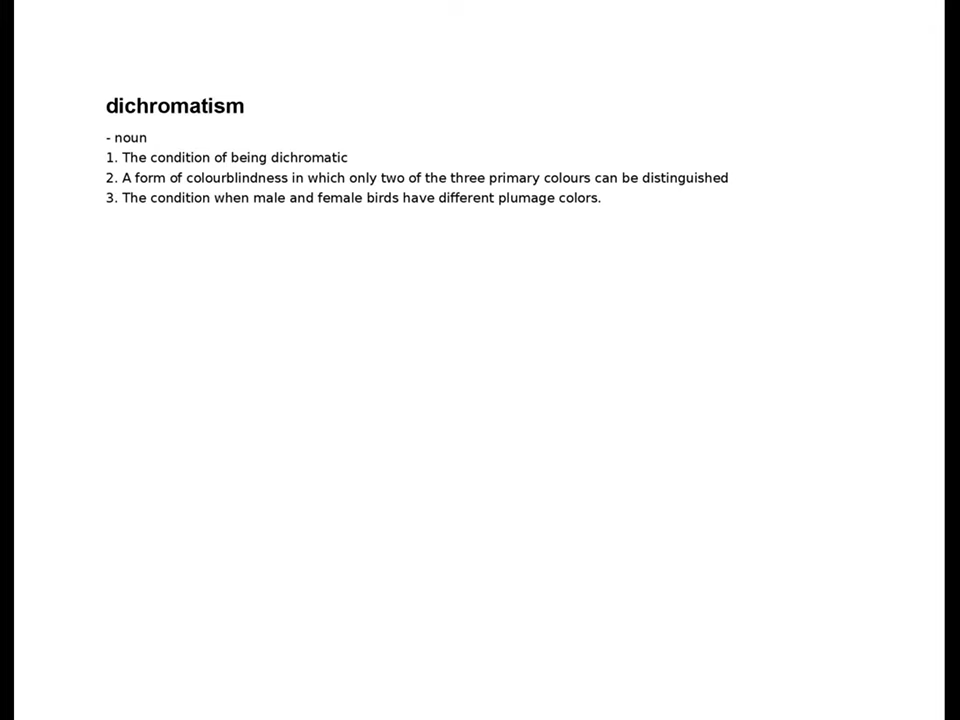 dichromatism
- noun
1. The condition of being dichromatic
2. A form of colourblindness in which only two of the three primary colours can be distinguished
3. The condition when male and female birds have different plumage colors.